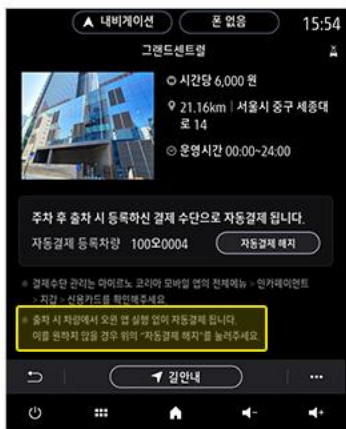 내비게이션
폰 없음
15:54
그랜드센트럴
시간당 6,000 원
21.16km | 서울시 중구 세종대
로 14
운영시간 00:00~24:00
주차 후 출차 시 등록하신 결제 수단으로 자동결제 됩니다.
자동결제 등록차량 100오0004
자동결제 해지
※ 결제수단 관리는 마이르노 코리아 모바일 앱의 전체메뉴 > 인카페이먼트
> 지갑 > 신용카드를 확인해주세요.
※ 출차 시 차량에서 오윈 앱 실행 없이 자동결제 됩니다.
이를 원하지 않을 경우 위의 "자동결제 해지"를 눌러주세요.
길안내